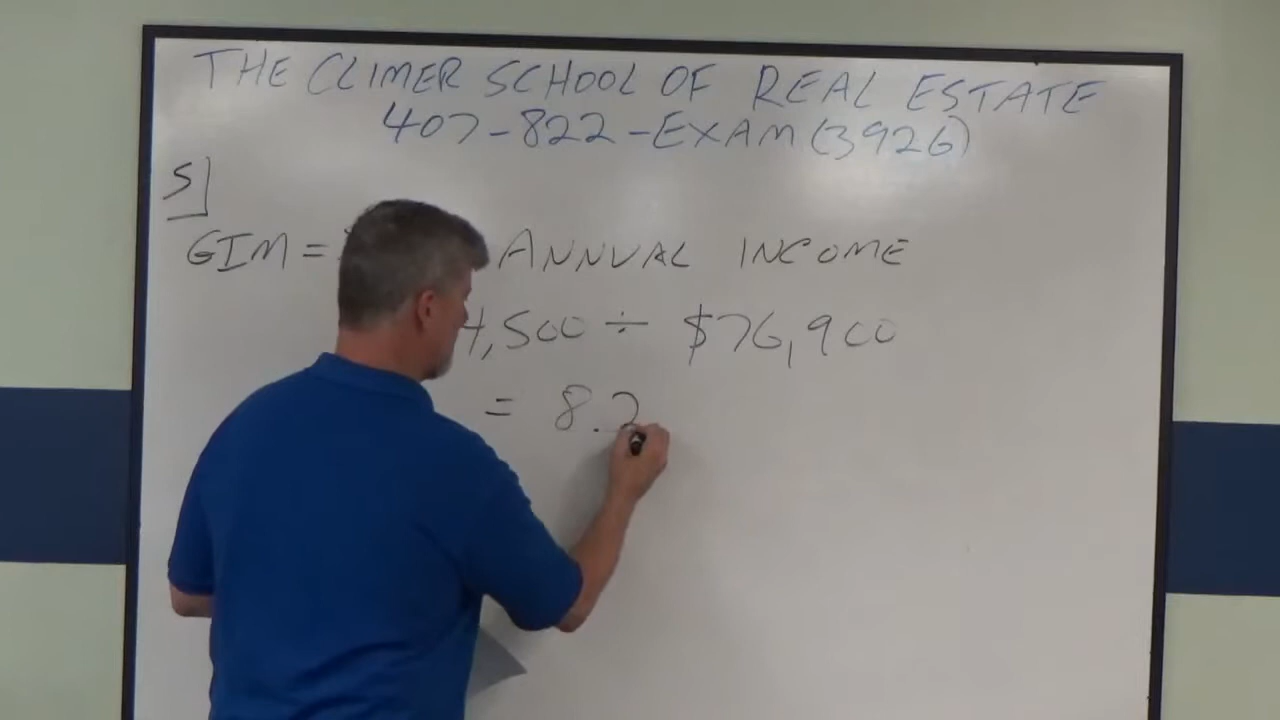 THE CLIMER SCHOOL OF REAL ESTATE
407-822-EXAM (3926)
5
GIM = ANNUAL INCOME
4,500 ÷ $76,900
= 8.2